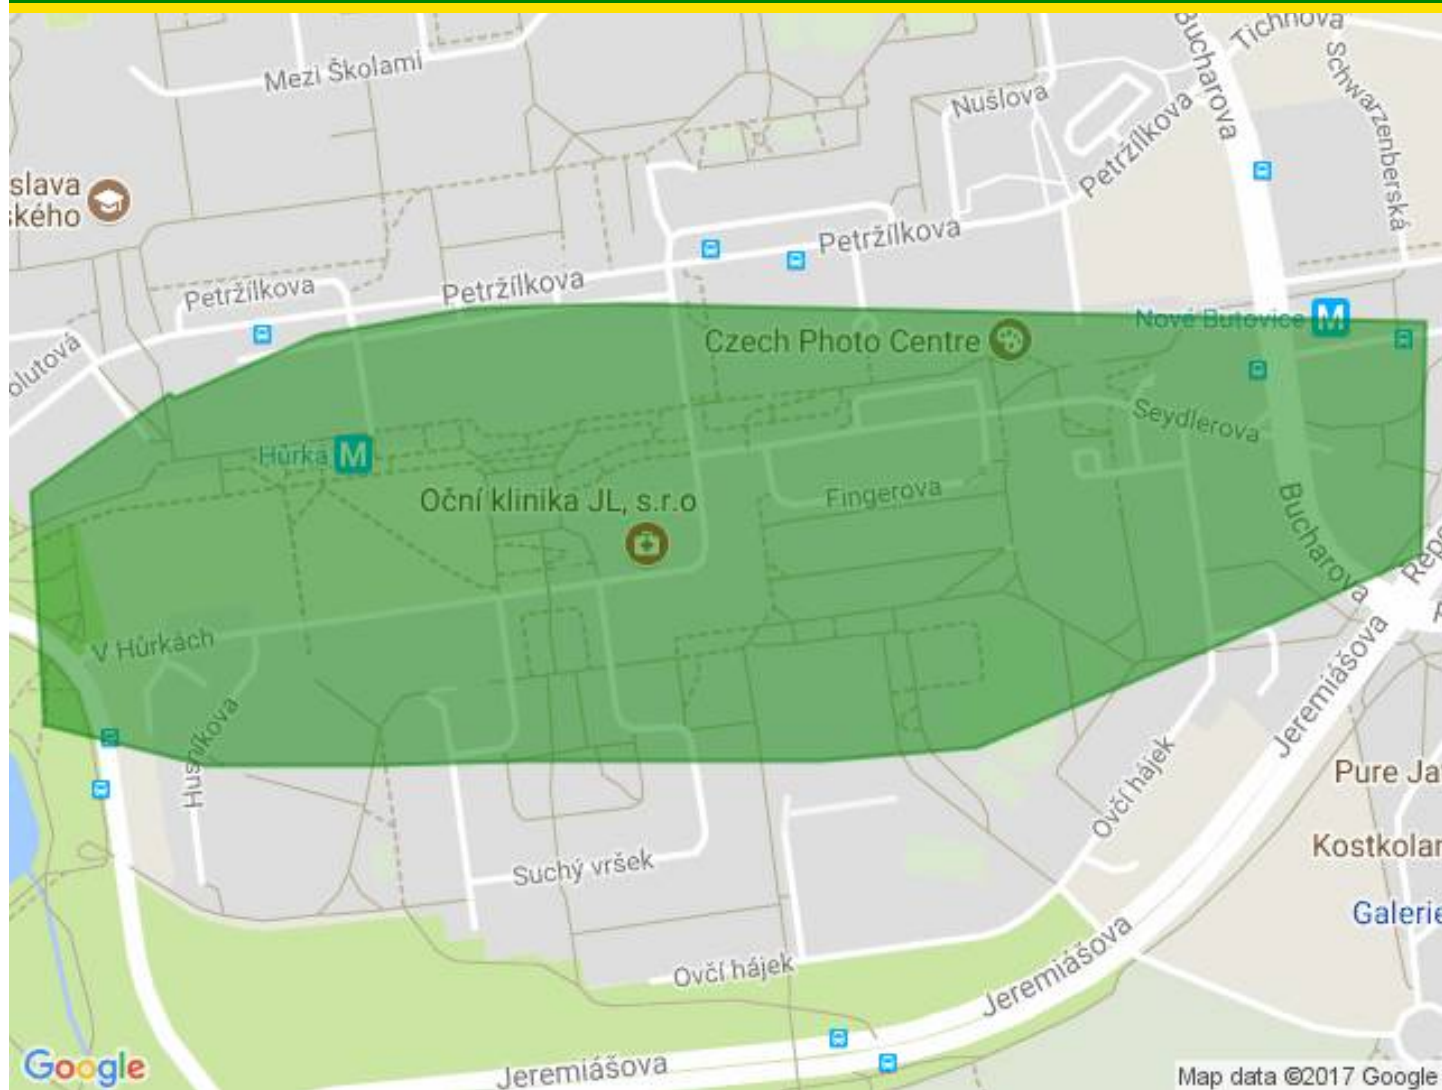 Tichnova
Bucharova
Schwarzenberská
Mezi Školami
Nušlova
Petržílkova
slava
ského
Petržílkova
Petržílkova
Petržílkova
Nové Butovice M
Czech Photo Centre
olutová
Seydlerova
Hůrka M
Oční klinika JL, s.r.o
Fingerova
Bucharova
Repo
V Hůrkách
Jeremiášova
Husníkova
Ovčí hájek
Pure Ja
Kostkolar
Suchý vršek
Galerie
Jeremiášova
Ovčí hájek
Google
Jeremiášova
Map data ©2017 Google